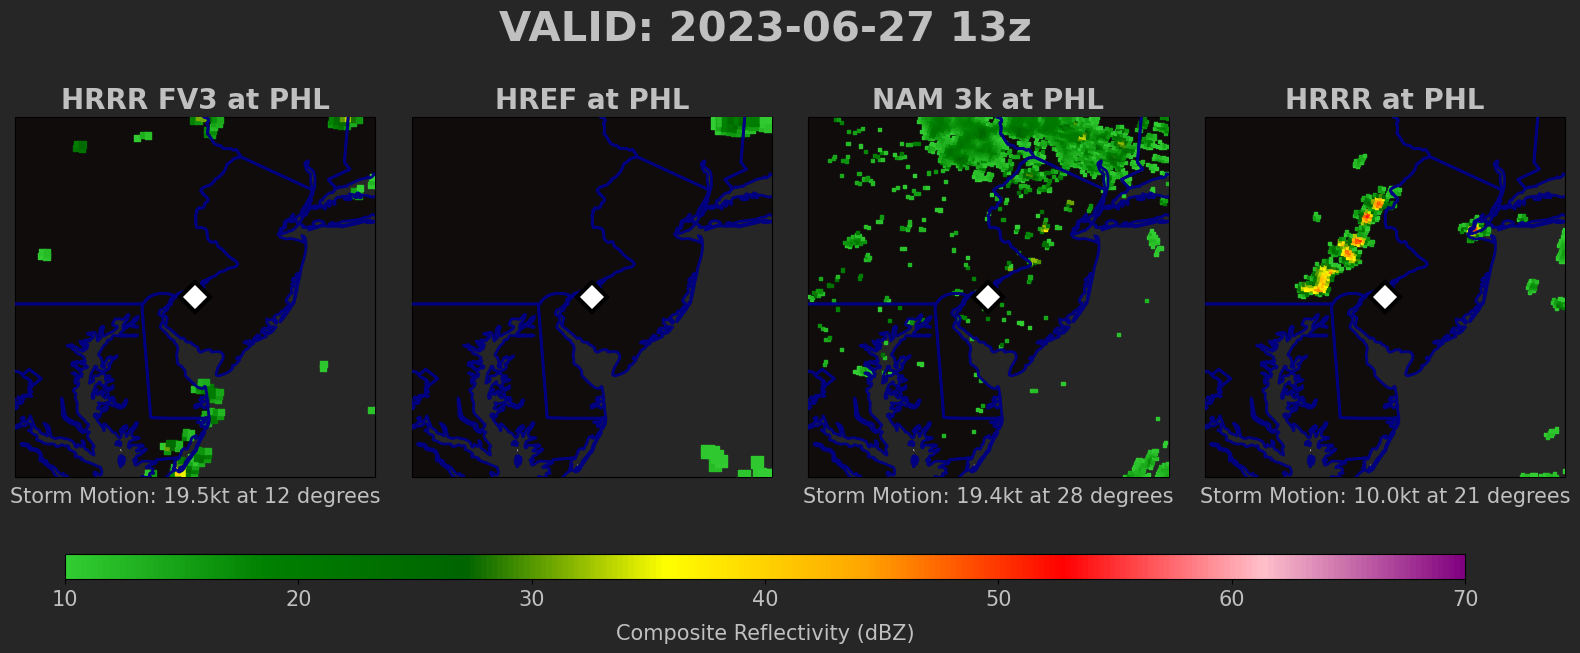 VALID: 2023-06-27 13z
HRRR FV3 at PHL
HREF at PHL
NAM 3k at PHL
HRRR at PHL
Storm Motion: 19.5kt at 12 degrees
Storm Motion: 19.4kt at 28 degrees
Storm Motion: 10.0kt at 21 degrees
10 20 30 40 50 60 70
Composite Reflectivity (dBZ)